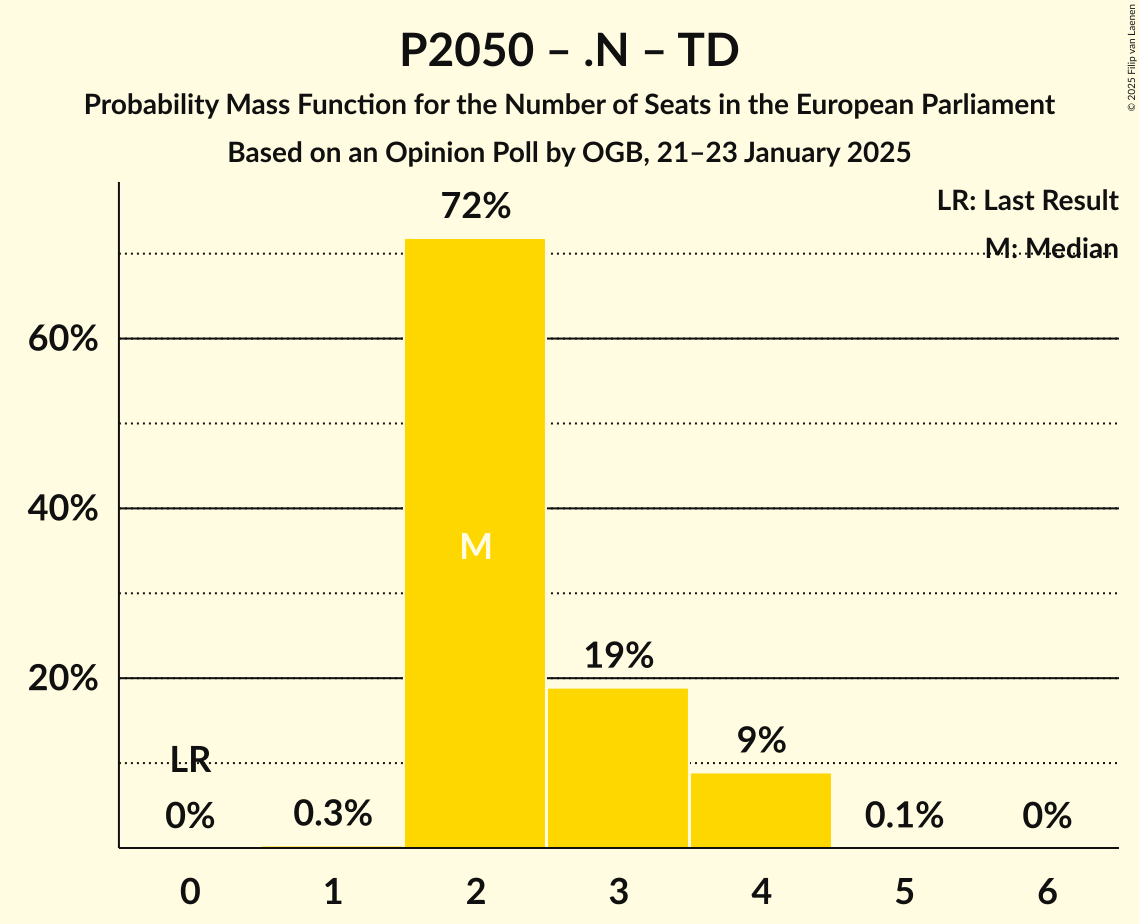 P2050 – .N – TD
Probability Mass Function for the Number of Seats in the European Parliament
Based on an Opinion Poll by OGB, 21–23 January 2025
© 2025 Filip van Laenen
LR: Last Result
M: Median
72%
60%
40%
M
19%
20%
9%
LR
0%
0.3%
0.1%
0%
0 1 2 3 4 5 6